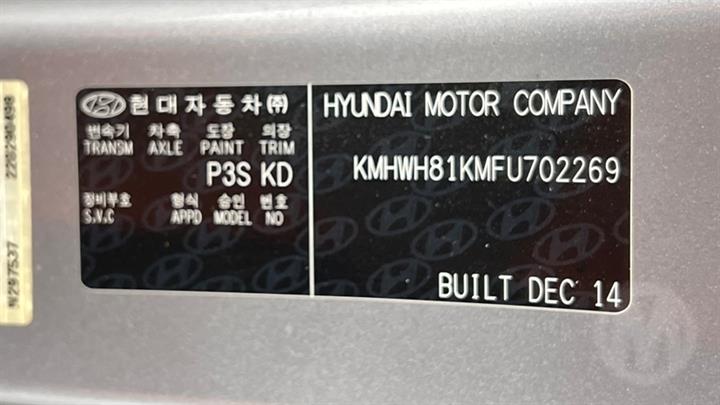 현대자동차㈜
변속기 차축 도장 의장
TRANSM AXLE PAINT TRIM
P3S KD
정비부호 형식 승인 번호
S.V.C APPD MODEL NO
HYUNDAI MOTOR COMPANY
KMHWH81KMFU702269
BUILT DEC 14